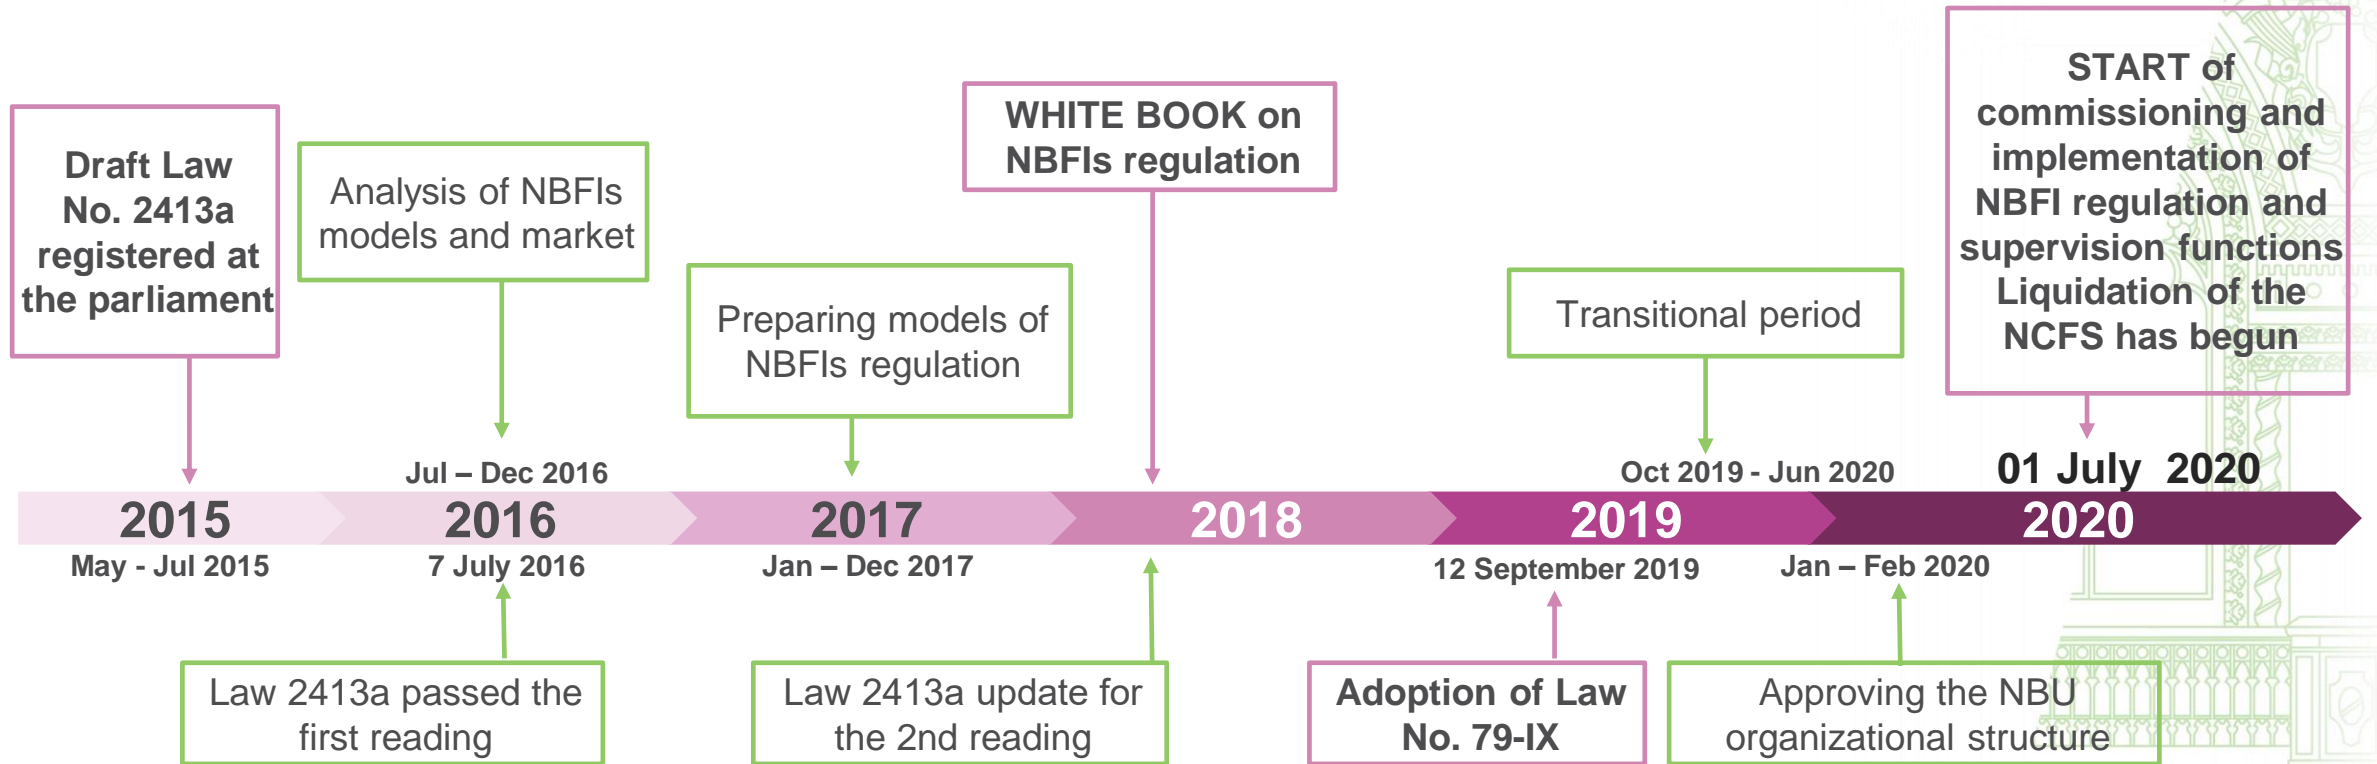 Draft Law
No. 2413a
registered at
the parliament
Analysis of NBFIs
models and market
Preparing models of
NBFIs regulation
WHITE BOOK on
NBFIs regulation
Transitional period
START of
commissioning and
implementation of
NBFI regulation and
supervision functions
Liquidation of the
NCFS has begun
Jul – Dec 2016
Oct 2019 - Jun 2020
01 July 2020
2015
2016
2017
2018
2019
2020
May - Jul 2015
7 July 2016
Jan – Dec 2017
12 September 2019
Jan – Feb 2020
Law 2413a passed the
first reading
Law 2413a update for
the 2nd reading
Adoption of Law
No. 79-IX
Approving the NBU
organizational structure